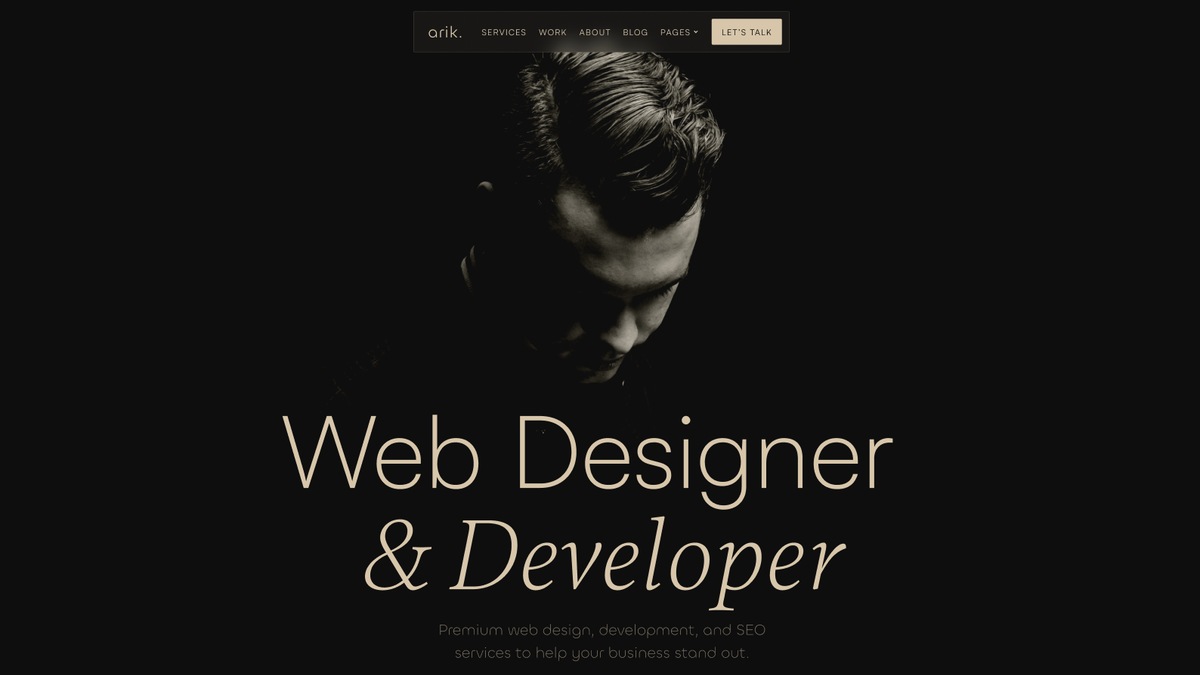 arik. SERVICES WORK ABOUT BLOG PAGES LET'S TALK
Web Designer
& Developer
Premium web design, development, and SEO
services to help your business stand out.